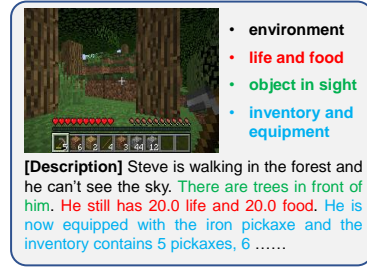 • environment
• life and food
• object in sight
• inventory and
equipment
5 6 2 4 3 44 12
[Description] Steve is walking in the forest and
he can't see the sky. There are trees in front of
him. He still has 20.0 life and 20.0 food. He is
now equipped with the iron pickaxe and the
inventory contains 5 pickaxes, 6 ……